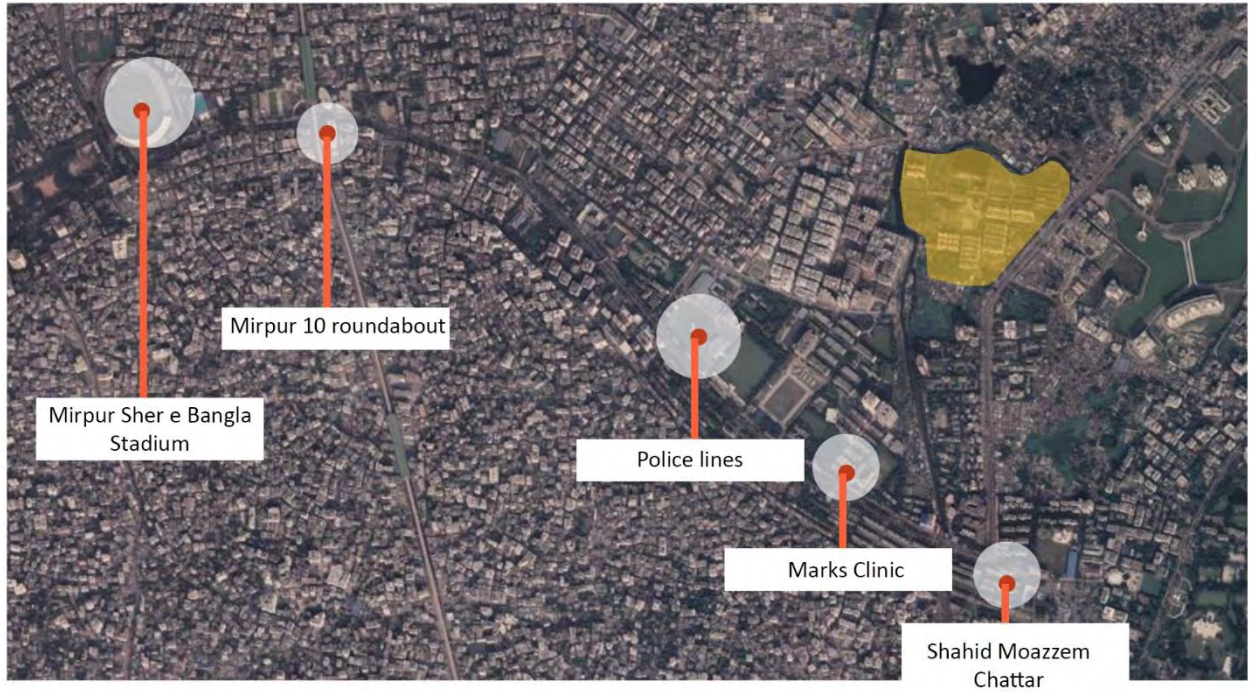 Mirpur 10 roundabout
Mirpur Sher e Bangla
Stadium
Police lines
Marks Clinic
Shahid Moazzem
Chattar